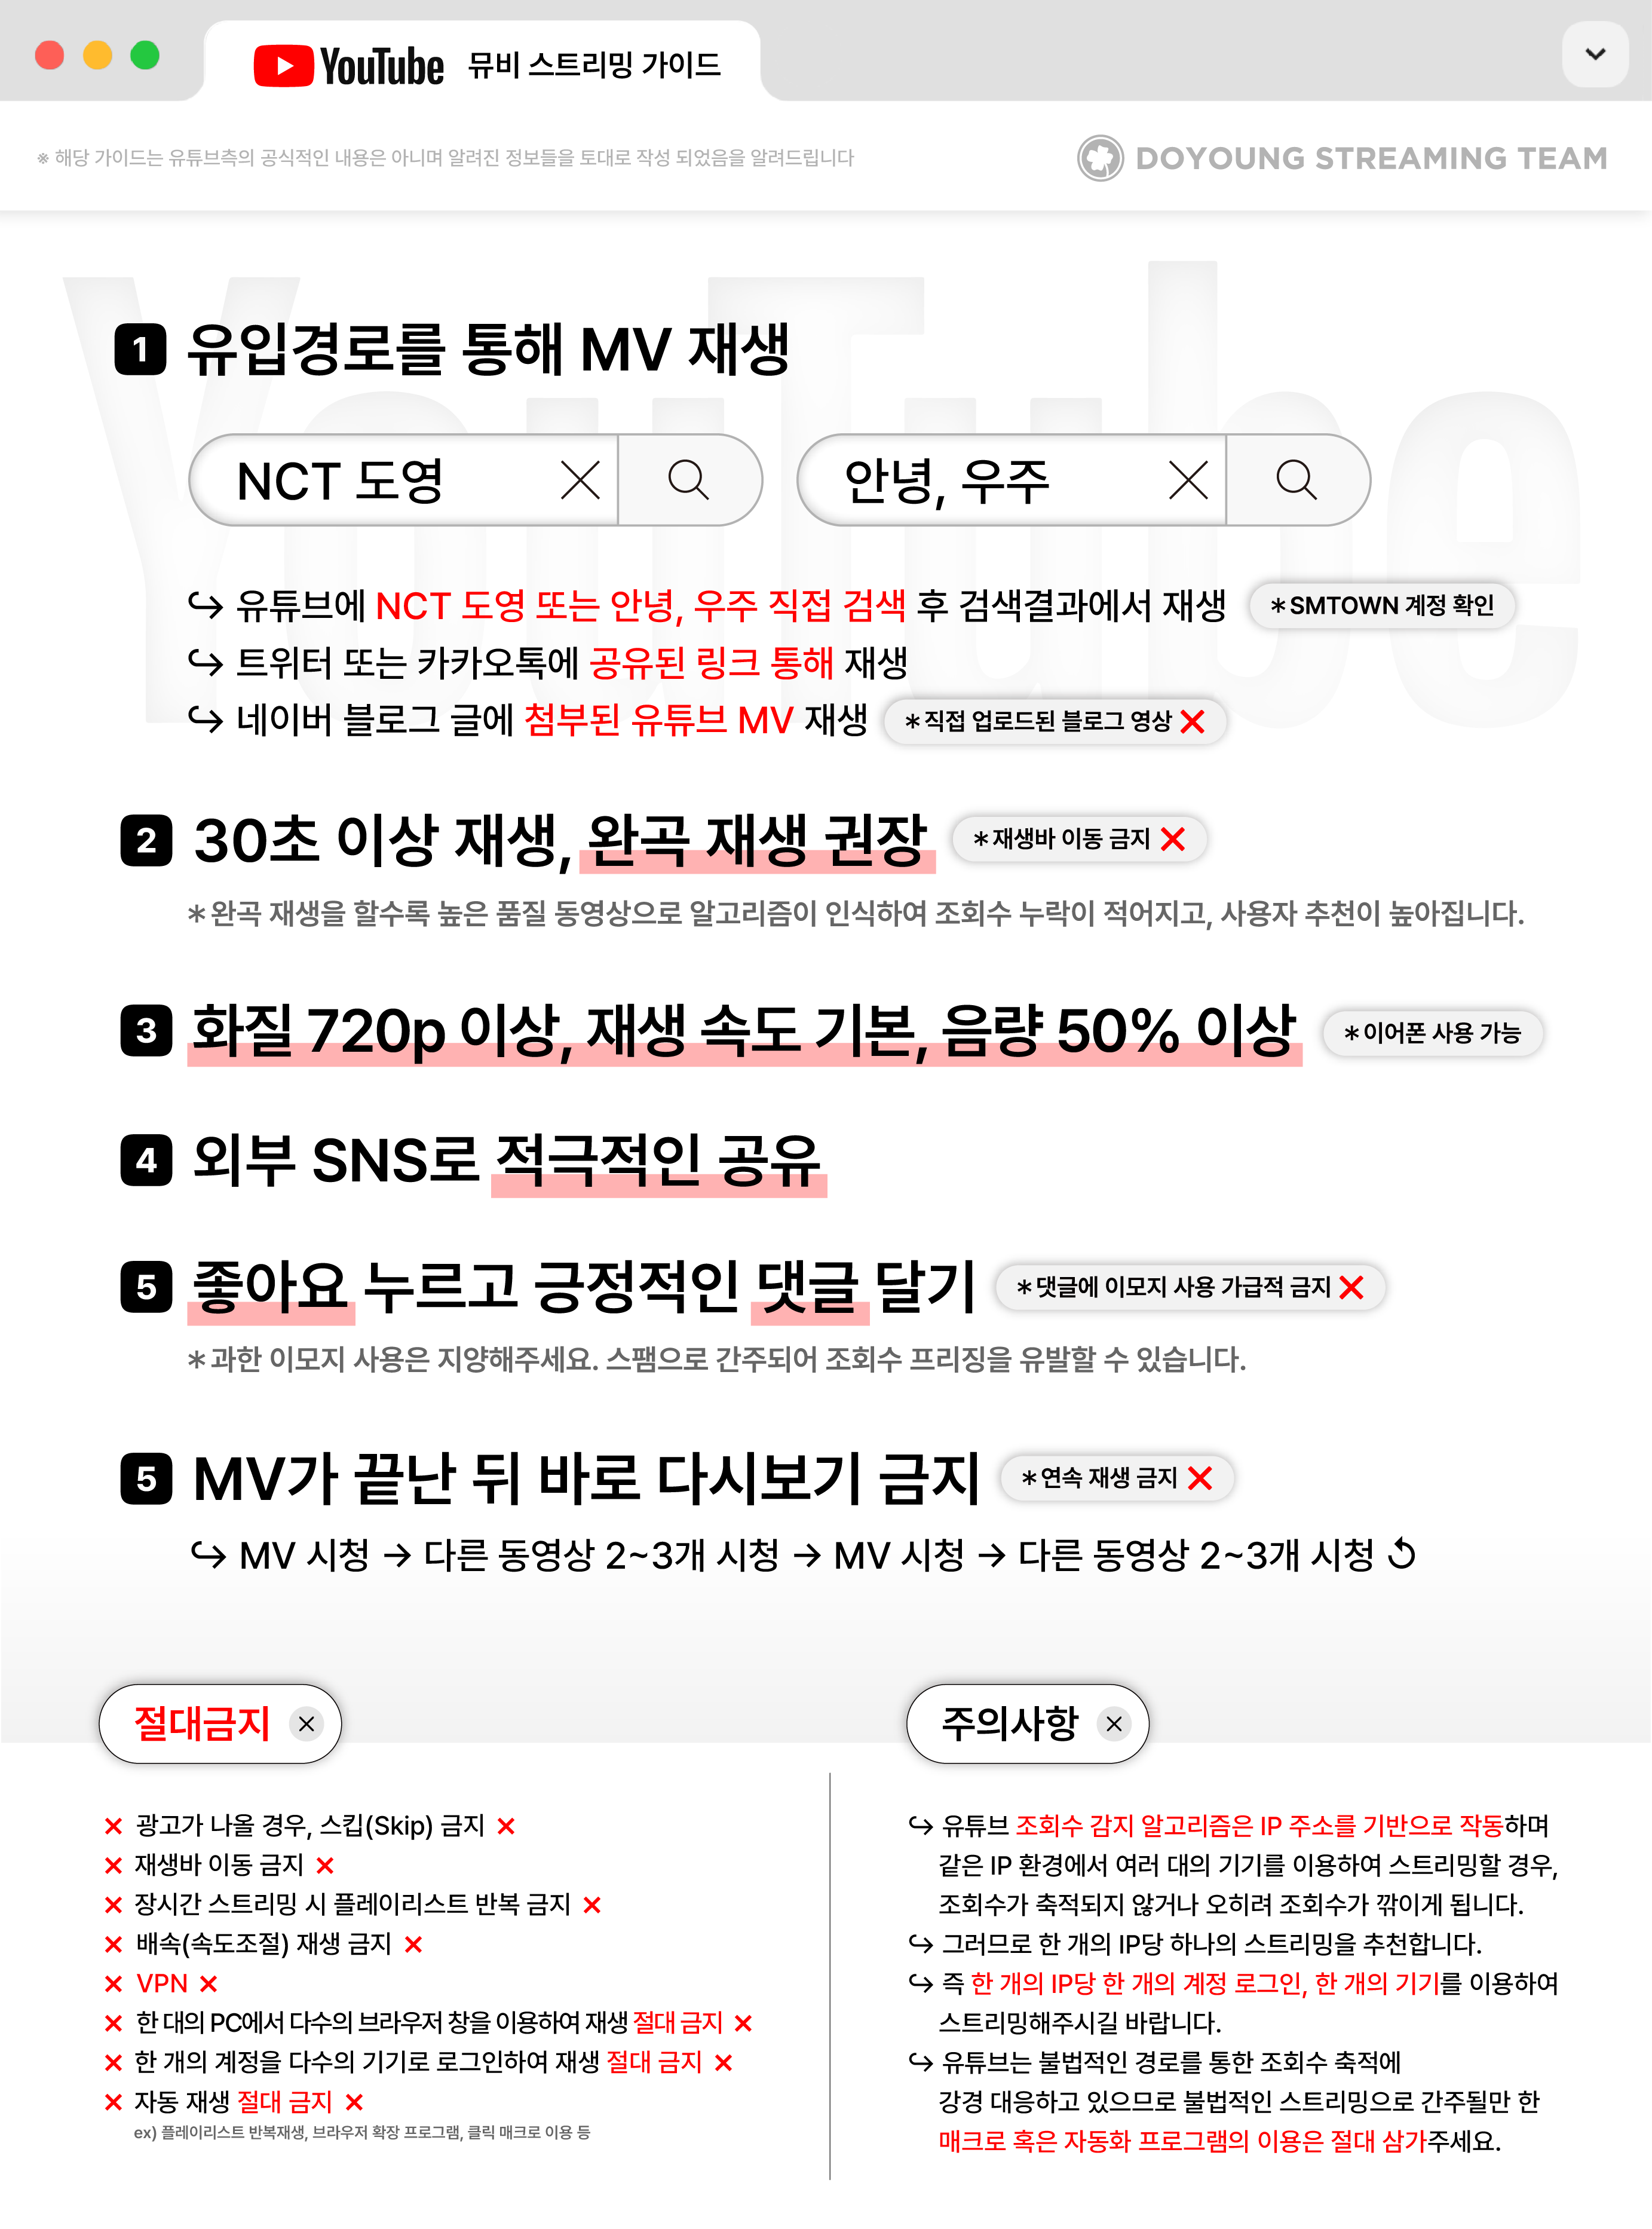 YouTube 뮤비 스트리밍 가이드
※ 해당 가이드는 유튜브측의 공식적인 내용은 아니며 알려진 정보들을 토대로 작성 되었음을 알려드립니다
DOYOUNG STREAMING TEAM
YouTube
1 유입경로를 통해 MV 재생
NCT 도영
안녕, 우주
↪ 유튜브에 NCT 도영 또는 안녕, 우주 직접 검색 후 검색결과에서 재생 *SMTOWN 계정 확인
↪ 트위터 또는 카카오톡에 공유된 링크 통해 재생
↪ 네이버 블로그 글에 첨부된 유튜브 MV 재생 *직접 업로드된 블로그 영상 ❌
2 30초 이상 재생, 완곡 재생 권장 *재생바 이동 금지 ❌
*완곡 재생을 할수록 높은 품질 동영상으로 알고리즘이 인식하여 조회수 누락이 적어지고, 사용자 추천이 높아집니다.
3 화질 720p 이상, 재생 속도 기본, 음량 50% 이상 *이어폰 사용 가능
4 외부 SNS로 적극적인 공유
5 좋아요 누르고 긍정적인 댓글 달기 *댓글에 이모지 사용 가급적 금지 ❌
*과한 이모지 사용은 지양해주세요. 스팸으로 간주되어 조회수 프리징을 유발할 수 있습니다.
5 MV가 끝난 뒤 바로 다시보기 금지 *연속 재생 금지 ❌
↪ MV 시청 → 다른 동영상 2~3개 시청 → MV 시청 → 다른 동영상 2~3개 시청
절대금지
❌ 광고가 나올 경우, 스킵(Skip) 금지 ❌
❌ 재생바 이동 금지 ❌
❌ 장시간 스트리밍 시 플레이리스트 반복 금지 ❌
❌ 배속(속도조절) 재생 금지 ❌
❌ VPN ❌
❌ 한 대의 PC에서 다수의 브라우저 창을 이용하여 재생 절대 금지 ❌
❌ 한 개의 계정을 다수의 기기로 로그인하여 재생 절대 금지 ❌
❌ 자동 재생 절대 금지 ❌
ex) 플레이리스트 반복재생, 브라우저 확장 프로그램, 클릭 매크로 이용 등
주의사항
↪ 유튜브 조회수 감지 알고리즘은 IP 주소를 기반으로 작동하며
같은 IP 환경에서 여러 대의 기기를 이용하여 스트리밍할 경우,
조회수가 축적되지 않거나 오히려 조회수가 깎이게 됩니다.
↪ 그러므로 한 개의 IP당 하나의 스트리밍을 추천합니다.
↪ 즉 한 개의 IP당 한 개의 계정 로그인, 한 개의 기기를 이용하여
스트리밍해주시길 바랍니다.
↪ 유튜브는 불법적인 경로를 통한 조회수 축적에
강경 대응하고 있으므로 불법적인 스트리밍으로 간주될만 한
매크로 혹은 자동화 프로그램의 이용은 절대 삼가주세요.